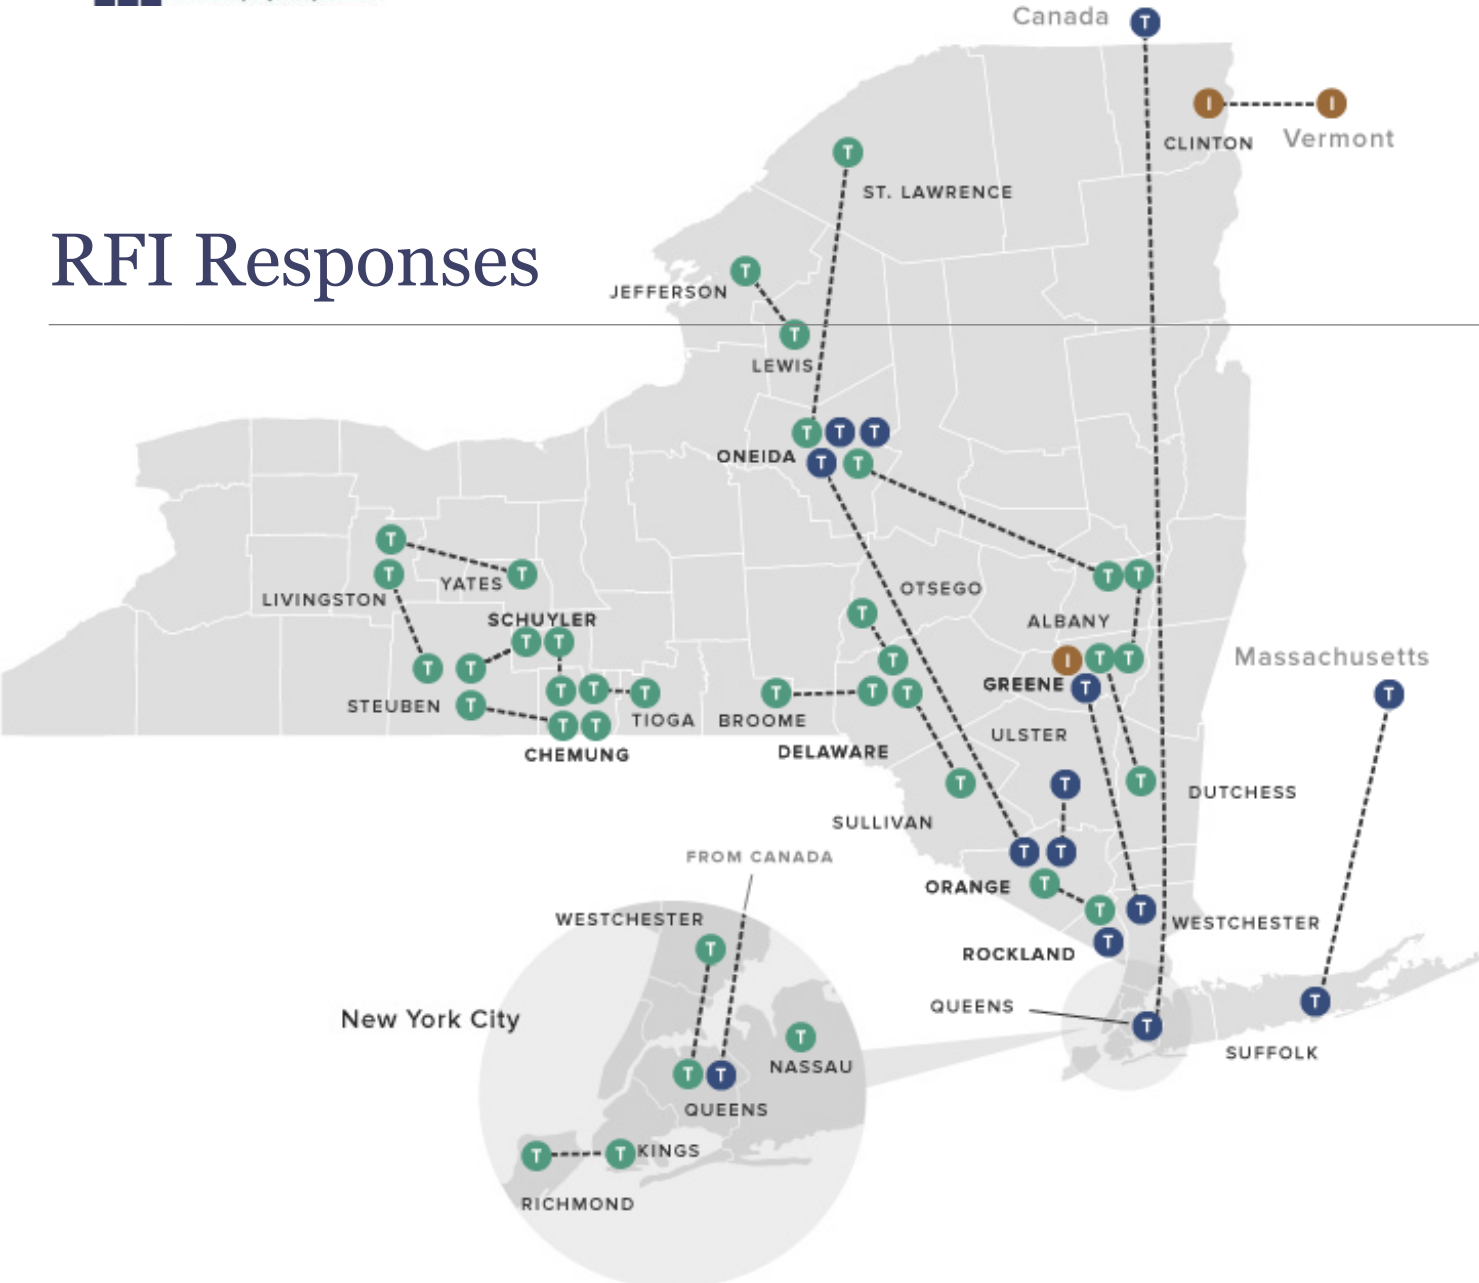 Canada
T
I
I
CLINTON
Vermont
T
ST. LAWRENCE
RFI Responses
T
JEFFERSON
T
LEWIS
T T T
ONEIDA
T T
T
T
YATES T
LIVINGSTON
OTSEGO
T T
SCHUYLER
T
ALBANY
T T
T T
T
I T T
Massachusetts
GREENE T
T
STEUBEN
T
T T
T
TIOGA
T
BROOME
T T
T T
CHEMUNG
DELAWARE
ULSTER
T
T
T
DUTCHESS
SULLIVAN
FROM CANADA
T T
ORANGE
T
T
T
WESTCHESTER
WESTCHESTER
T
T
ROCKLAND
New York City
QUEENS
T
T
SUFFOLK
T
NASSAU
T T
QUEENS
T
T
KINGS
RICHMOND